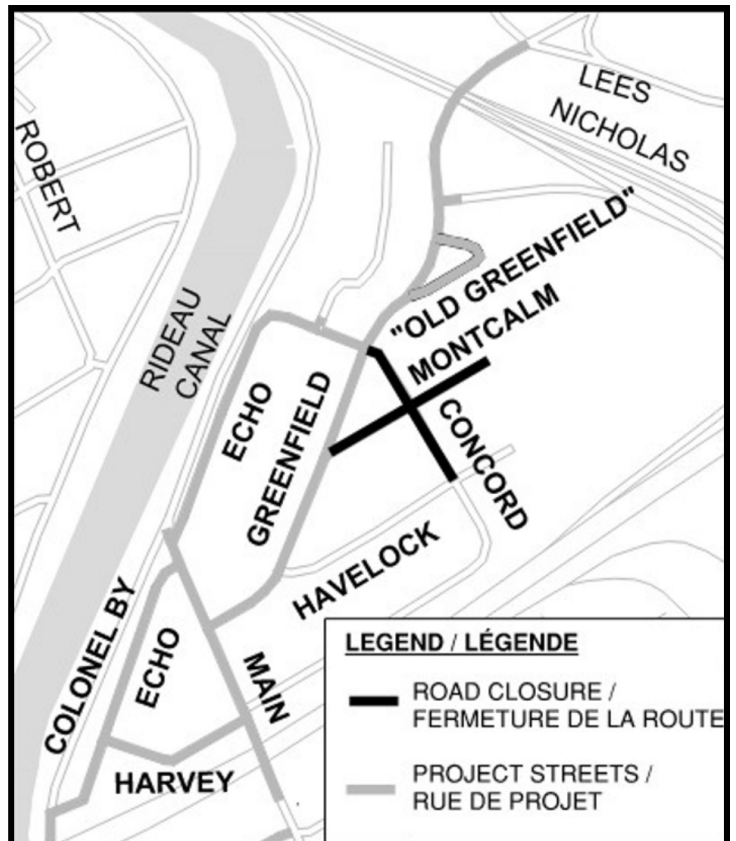 LEES
NICHOLAS
ROBERT
"OLD GREENFIELD"
MONTCALM
RIDEAU
CANAL
ECHO
GREENFIELD
CONCORD
HAVELOCK
COLONEL BY
ECHO
MAIN
HARVEY
LEGEND / LÉGENDE
ROAD CLOSURE /
FERMETURE DE LA ROUTE
PROJECT STREETS /
RUE DE PROJET